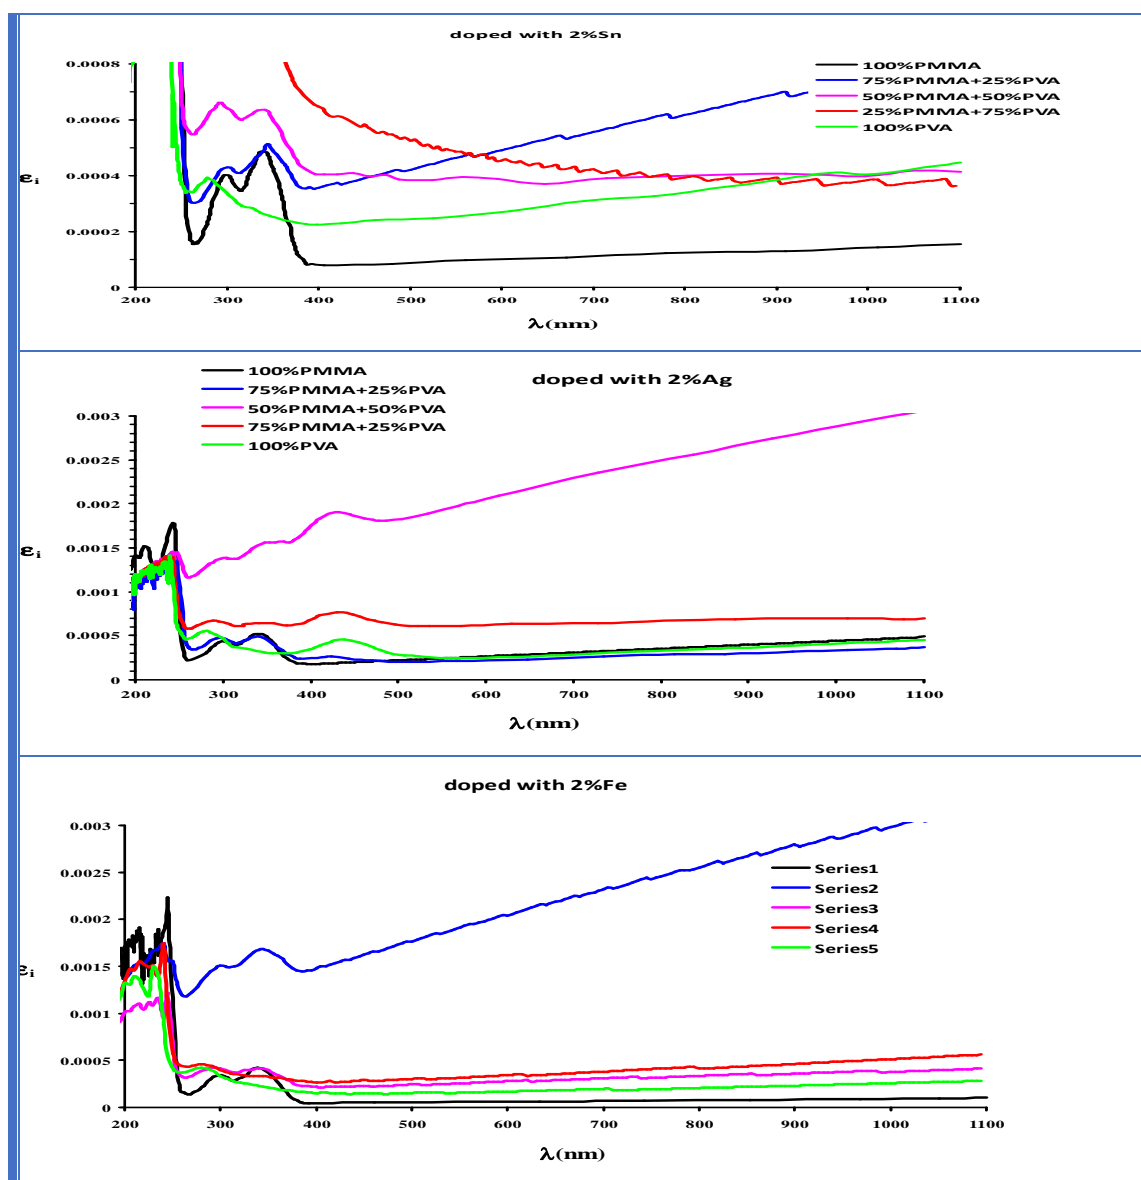 doped with 2%Sn
0.0008
0.0006
0.0004
0.0002
0
εi
100%PMMA
75%PMMA+25%PVA
50%PMMA+50%PVA
25%PMMA+75%PVA
100%PVA
200 300 400 500 600 700 800 900 1000 1100
λ(nm)
100%PMMA
75%PMMA+25%PVA
50%PMMA+50%PVA
75%PMMA+25%PVA
100%PVA
doped with 2%Ag
0.003
0.0025
0.002
0.0015
0.001
0.0005
0
εi
200 300 400 500 600 700 800 900 1000 1100
λ(nm)
doped with 2%Fe
0.003
0.0025
0.002
0.0015
0.001
0.0005
0
εi
Series1
Series2
Series3
Series4
Series5
200 300 400 500 600 700 800 900 1000 1100
λ(nm)